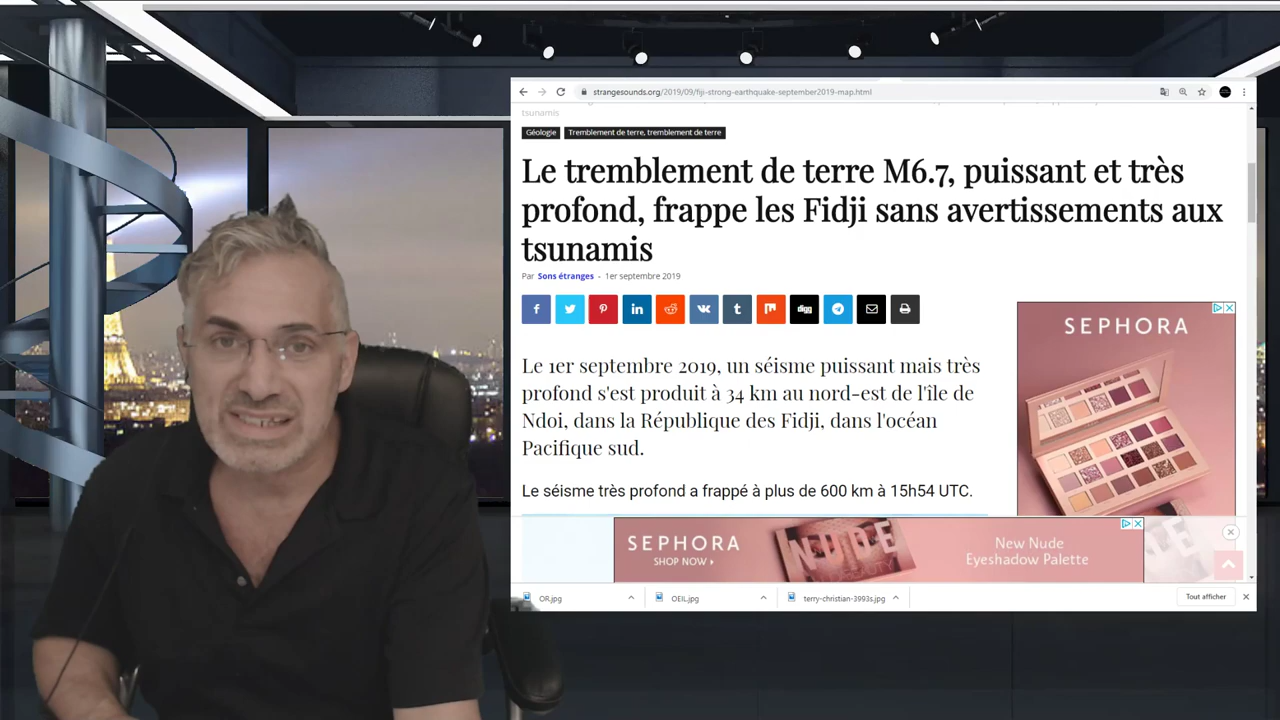 strangesounds.org/2019/09/fiji-strong-earthquake-september2019-map.html
tsunamis
Géologie
Tremblement de terre, tremblement de terre
Le tremblement de terre M6.7, puissant et très
profond, frappe les Fidji sans avertissements aux
tsunamis
Par Sons étranges - 1er septembre 2019
digg
Le 1er septembre 2019, un séisme puissant mais très
profond s'est produit à 34 km au nord-est de l'île de
Ndoi, dans la République des Fidji, dans l'océan
Pacifique sud.
Le séisme très profond a frappé à plus de 600 km à 15h54 UTC.
SEPHORA
SEPHORA
SHOP NOW
NUDE
New Nude
Eyeshadow Palette
OR.jpg
OEIL.jpg
terry-christian-3993s.jpg
Tout afficher